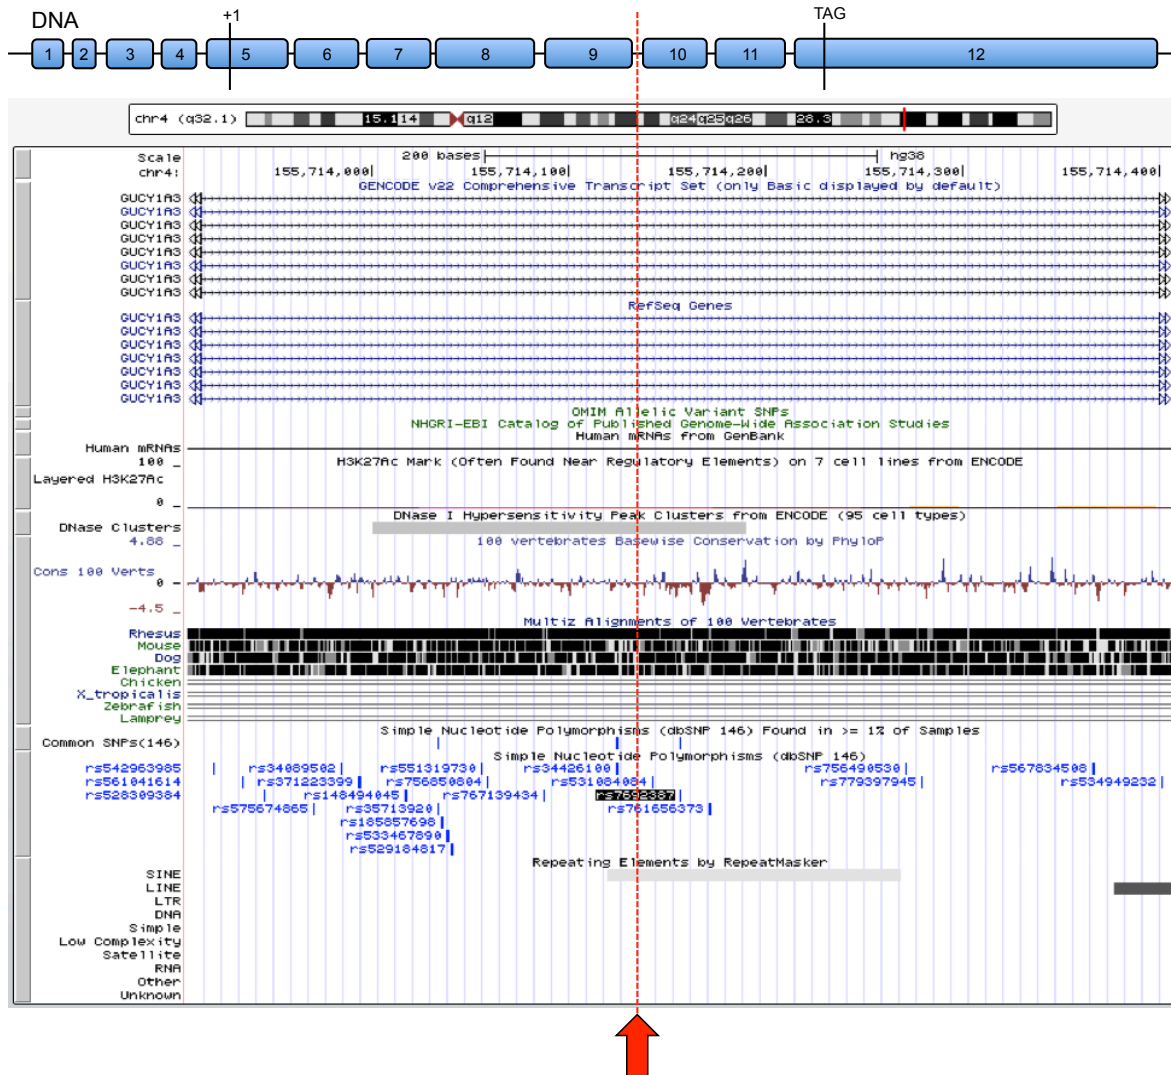 DNA
+1
TAG
1 2 3 4 5 6 7 8 9 10 11 12
chr4 (q32.1) 15.1 14 q12 q24 q25 q26 28.3
Scale 200 bases hg38
chr4: 155,714,000 155,714,100 155,714,200 155,714,300 155,714,400
GENCODE v22 Comprehensive Transcript Set (only Basic displayed by default)
GUCY1A3
GUCY1A3
GUCY1A3
GUCY1A3
GUCY1A3
GUCY1A3
GUCY1A3
GUCY1A3
RefSeq Genes
GUCY1A3
GUCY1A3
GUCY1A3
GUCY1A3
GUCY1A3
GUCY1A3
GUCY1A3
OMIM Allelic Variant SNPs
NHGRI-EBI Catalog of Published Genome-Wide Association Studies
Human mRNAs from GenBank
Human mRNAs
100 _ H3K27Ac Mark (Often Found Near Regulatory Elements) on 7 cell lines from ENCODE
Layered H3K27Ac
0 _
DNase I Hypersensitivity Peak Clusters from ENCODE (95 cell types)
DNase Clusters
4.88 _ 100 vertebrates Basewise Conservation by PhyloP
Cons 100 Verts 0 _
-4.5 _
Multiz Alignments of 100 Vertebrates
Rhesus
Mouse
Dog
Elephant
Chicken
X_tropicalis
Zebrafish
Lamprey
Simple Nucleotide Polymorphisms (dbSNP 146) Found in >= 1% of Samples
Common SNPs(146)
Simple Nucleotide Polymorphisms (dbSNP 146)
rs542963985 rs34089502 rs551319730 rs34426100 rs756490530 rs567834508
rs561041614 rs371223399 rs756850804 rs531084084 rs779397945 rs534949232
rs528309384 rs148494045 rs767139434 rs7692387
rs575674865 rs35713920 rs761656373
rs185857698
rs533467890
rs529184817
Repeating Elements by RepeatMasker
SINE
LINE
LTR
DNA
Simple
Low Complexity
Satellite
RNA
Other
Unknown